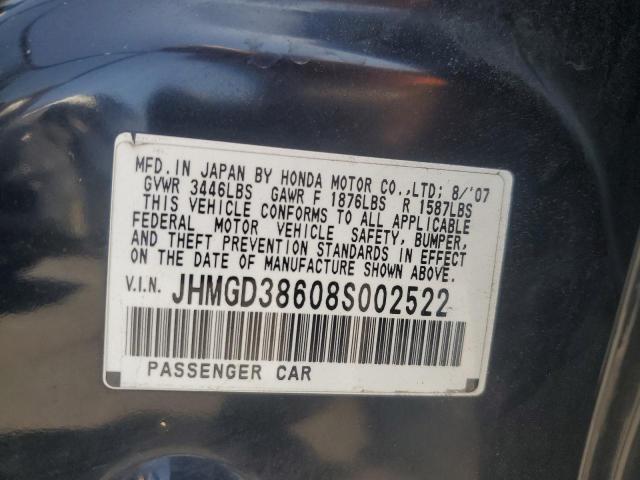 MFD. IN JAPAN BY HONDA MOTOR CO., LTD; 8/'07
GVWR 3446LBS GAWR F 1876LBS R 1587LBS
THIS VEHICLE CONFORMS TO ALL APPLICABLE
FEDERAL MOTOR VEHICLE SAFETY, BUMPER,
AND THEFT PREVENTION STANDARDS IN EFFECT
ON THE DATE OF MANUFACTURE SHOWN ABOVE.
V.I.N. JHMGD38608S002522
PASSENGER CAR